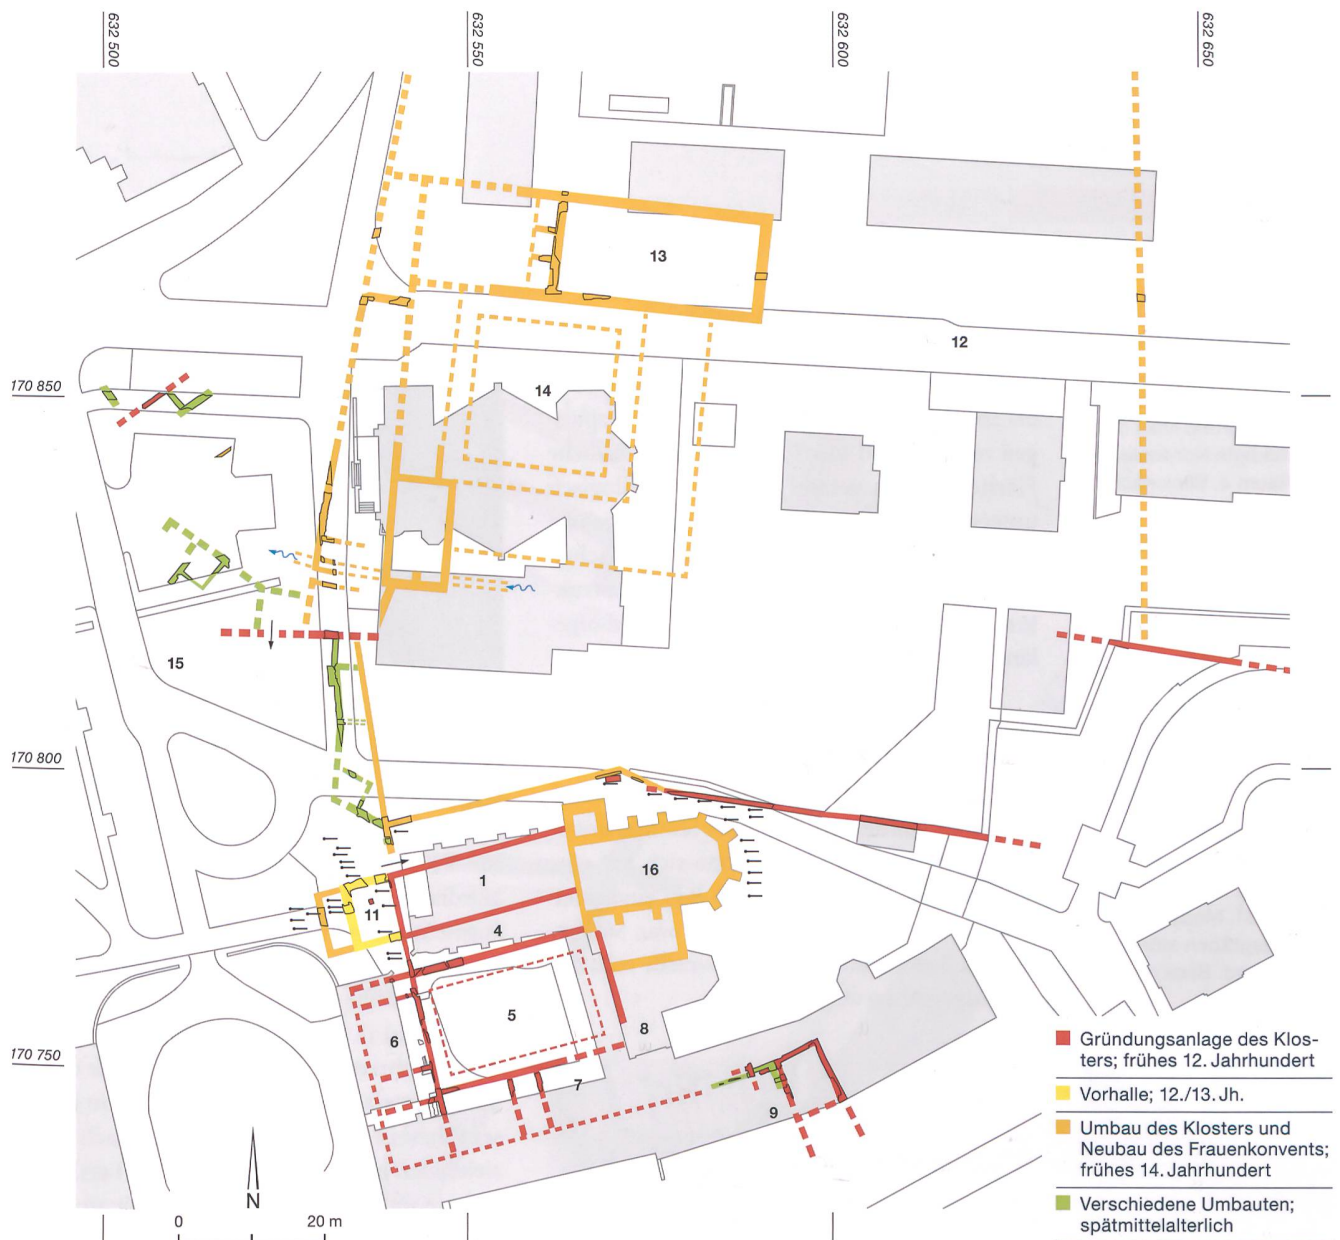 632 500
632 550
632 600
632 650
13
12
170 850
14
15
170 800
1
16
11
4
5
6
8
7
170 750
9
N
0
20 m
Gründungsanlage des Klos-
ters; frühes 12. Jahrhundert
Vorhalle; 12./13. Jh.
Umbau des Klosters und
Neubau des Frauenkonvents;
frühes 14. Jahrhundert
Verschiedene Umbauten;
spätmittelalterlich